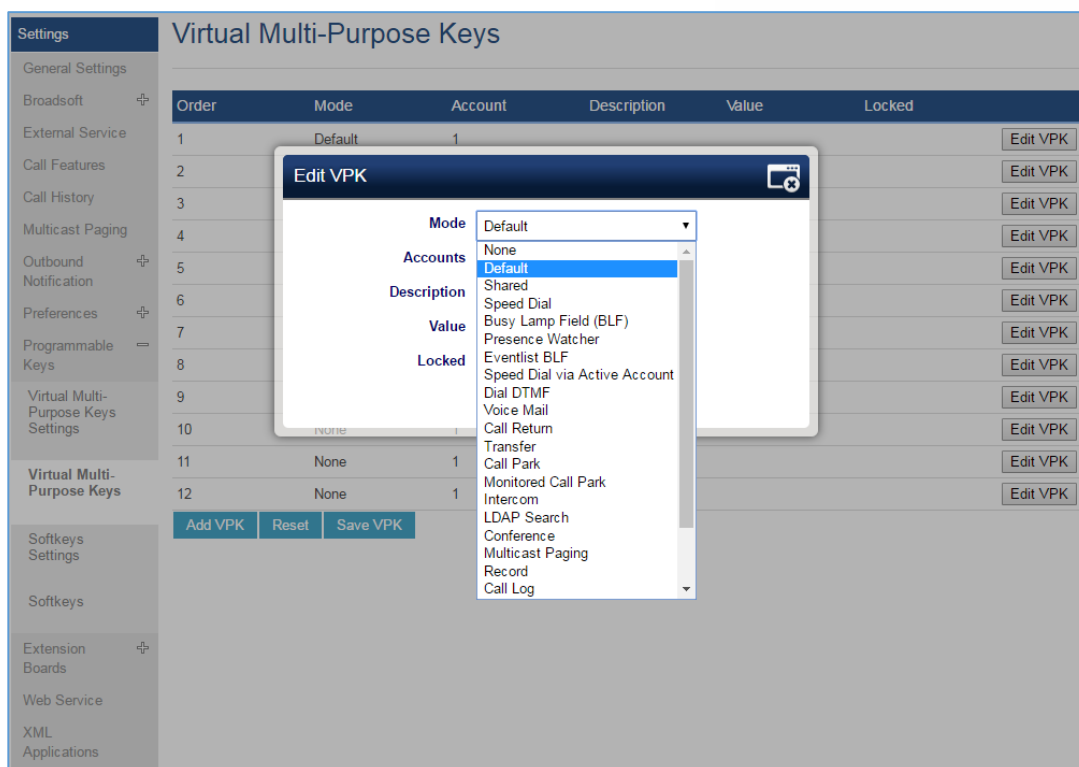 Settings
Virtual Multi-Purpose Keys
General Settings
Broadsoft
External Service
Call Features
Call History
Multicast Paging
Outbound
Notification
Preferences
Programmable
Keys
Virtual Multi-
Purpose Keys
Settings
Virtual Multi-
Purpose Keys
Softkeys
Settings
Softkeys
Extension
Boards
Web Service
XML
Applications
Order Mode Account Description Value Locked
1 Default 1 Edit VPK
2 Edit VPK
3 Edit VPK
4 Edit VPK
5 Edit VPK
6 Edit VPK
7 Edit VPK
8 Edit VPK
9 Edit VPK
10 None 1 Edit VPK
11 None 1 Edit VPK
12 None 1 Edit VPK
Add VPK Reset Save VPK
Edit VPK
Mode Default
Accounts
Description
Value
Locked
None
Default
Shared
Speed Dial
Busy Lamp Field (BLF)
Presence Watcher
Eventlist BLF
Speed Dial via Active Account
Dial DTMF
Voice Mail
Call Return
Transfer
Call Park
Monitored Call Park
Intercom
LDAP Search
Conference
Multicast Paging
Record
Call Log